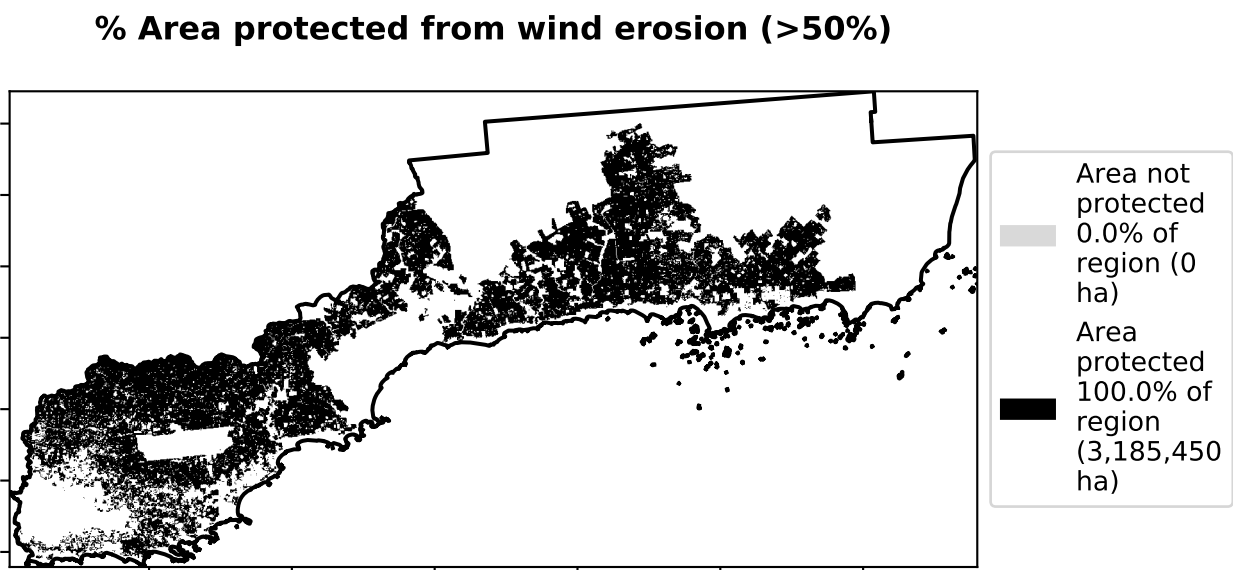 % Area protected from wind erosion (>50%)
Area not
protected
0.0% of
region (0
ha)
Area
protected
100.0% of
region
(3,185,450
ha)